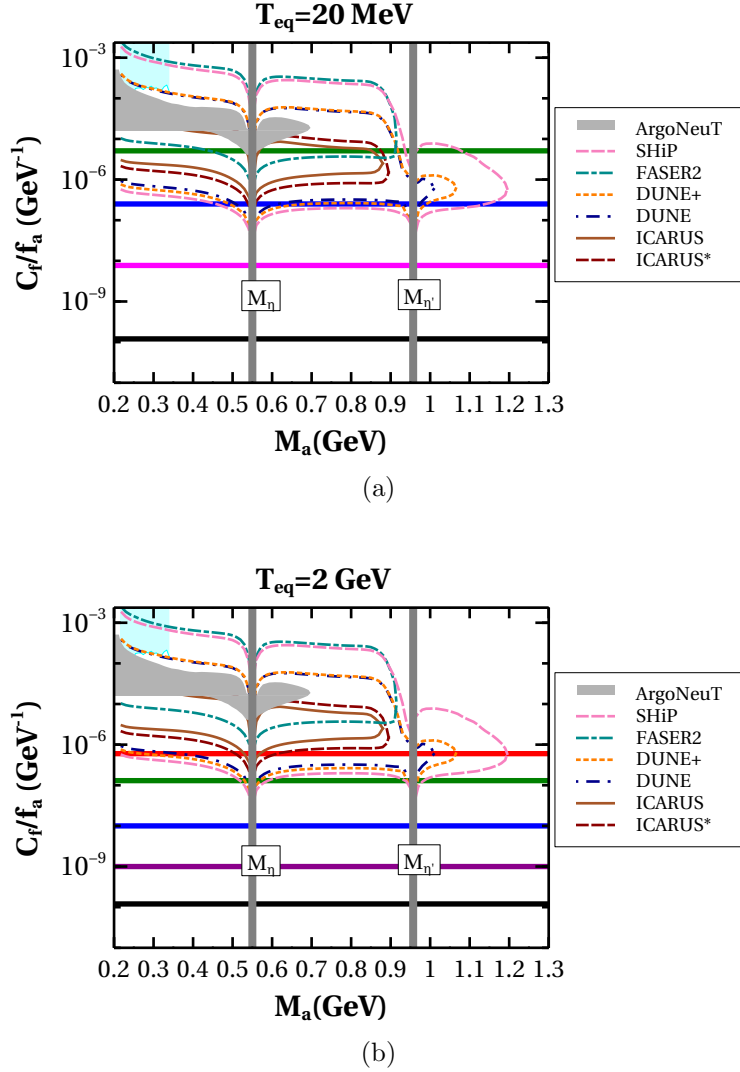 T_eq=20 MeV
10^-3
10^-6
10^-9
C_f/f_a (GeV^-1)
M_η
M_η'
0.2 0.3 0.4 0.5 0.6 0.7 0.8 0.9 1 1.1 1.2 1.3
M_a(GeV)
ArgoNeuT
SHiP
FASER2
DUNE+
DUNE
ICARUS
ICARUS*
(a)
T_eq=2 GeV
10^-3
10^-6
10^-9
C_f/f_a (GeV^-1)
M_η
M_η'
0.2 0.3 0.4 0.5 0.6 0.7 0.8 0.9 1 1.1 1.2 1.3
M_a(GeV)
ArgoNeuT
SHiP
FASER2
DUNE+
DUNE
ICARUS
ICARUS*
(b)